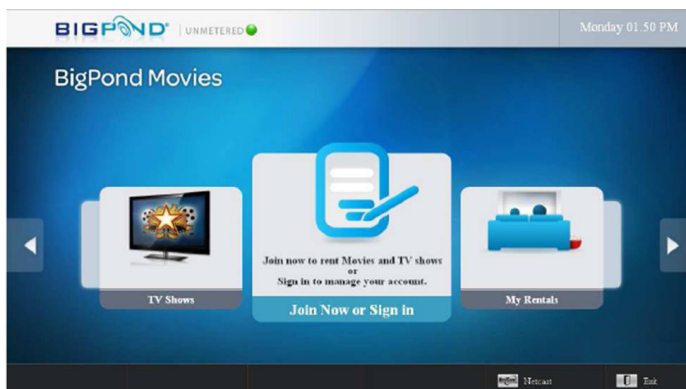 BIGPOND® | UNMETERED
Monday 01.50 PM
BigPond Movies
Join now to rent Movies and TV shows
or
Sign in to manage your account.
TV Shows
Join Now or Sign in
My Rentals
Netcast
Exit